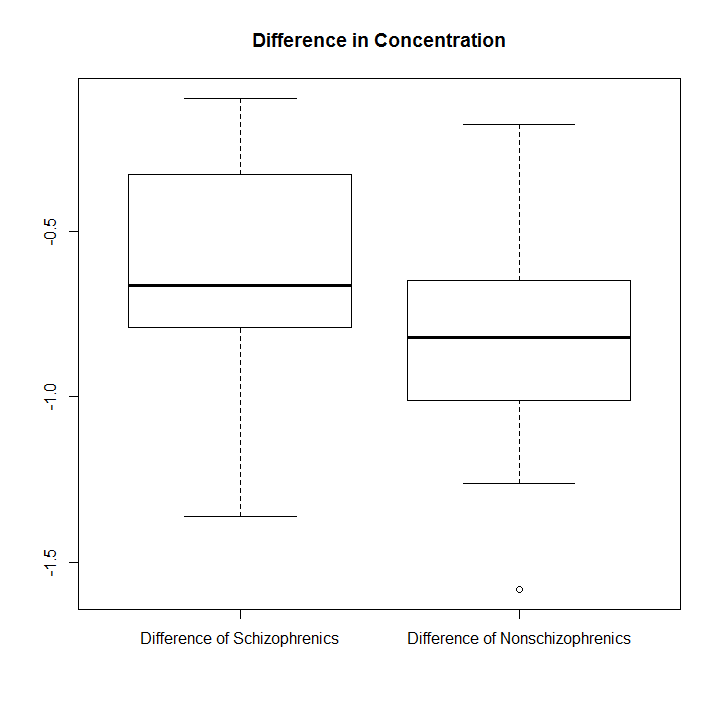 Difference in Concentration
-0.5
-1.0
-1.5
Difference of Schizophrenics
Difference of Nonschizophrenics